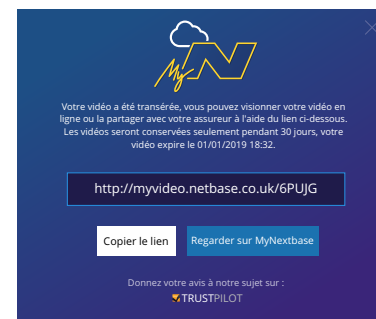 My N
Votre vidéo a été transérée, vous pouvez visionner votre vidéo en
ligne ou la partager avec votre assureur à l'aide du lien ci-dessous.
Les vidéos seront conservées seulement pendant 30 jours, votre
vidéo expire le 01/01/2019 18:32.
http://myvideo.netbase.co.uk/6PUJG
Copier le lien Regarder sur MyNextbase
Donnez votre avis à notre sujet sur :
TRUSTPILOT